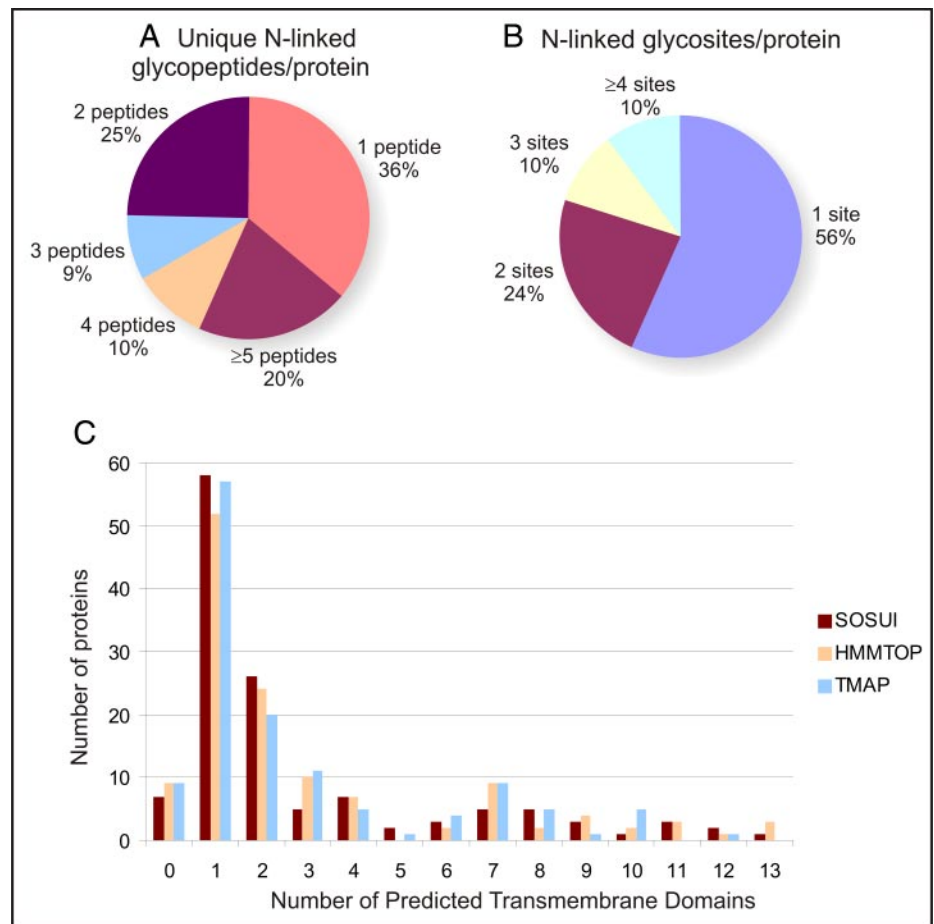 A Unique N-linked
glycopeptides/protein
2 peptides
25%
1 peptide
36%
3 peptides
9%
4 peptides
10%
≥5 peptides
20%
B N-linked glycosites/protein
≥4 sites
10%
3 sites
10%
1 site
56%
2 sites
24%
C
60
50
40
30
20
10
0
Number of proteins
0 1 2 3 4 5 6 7 8 9 10 11 12 13
Number of Predicted Transmembrane Domains
SOSUI
HMMTOP
TMAP